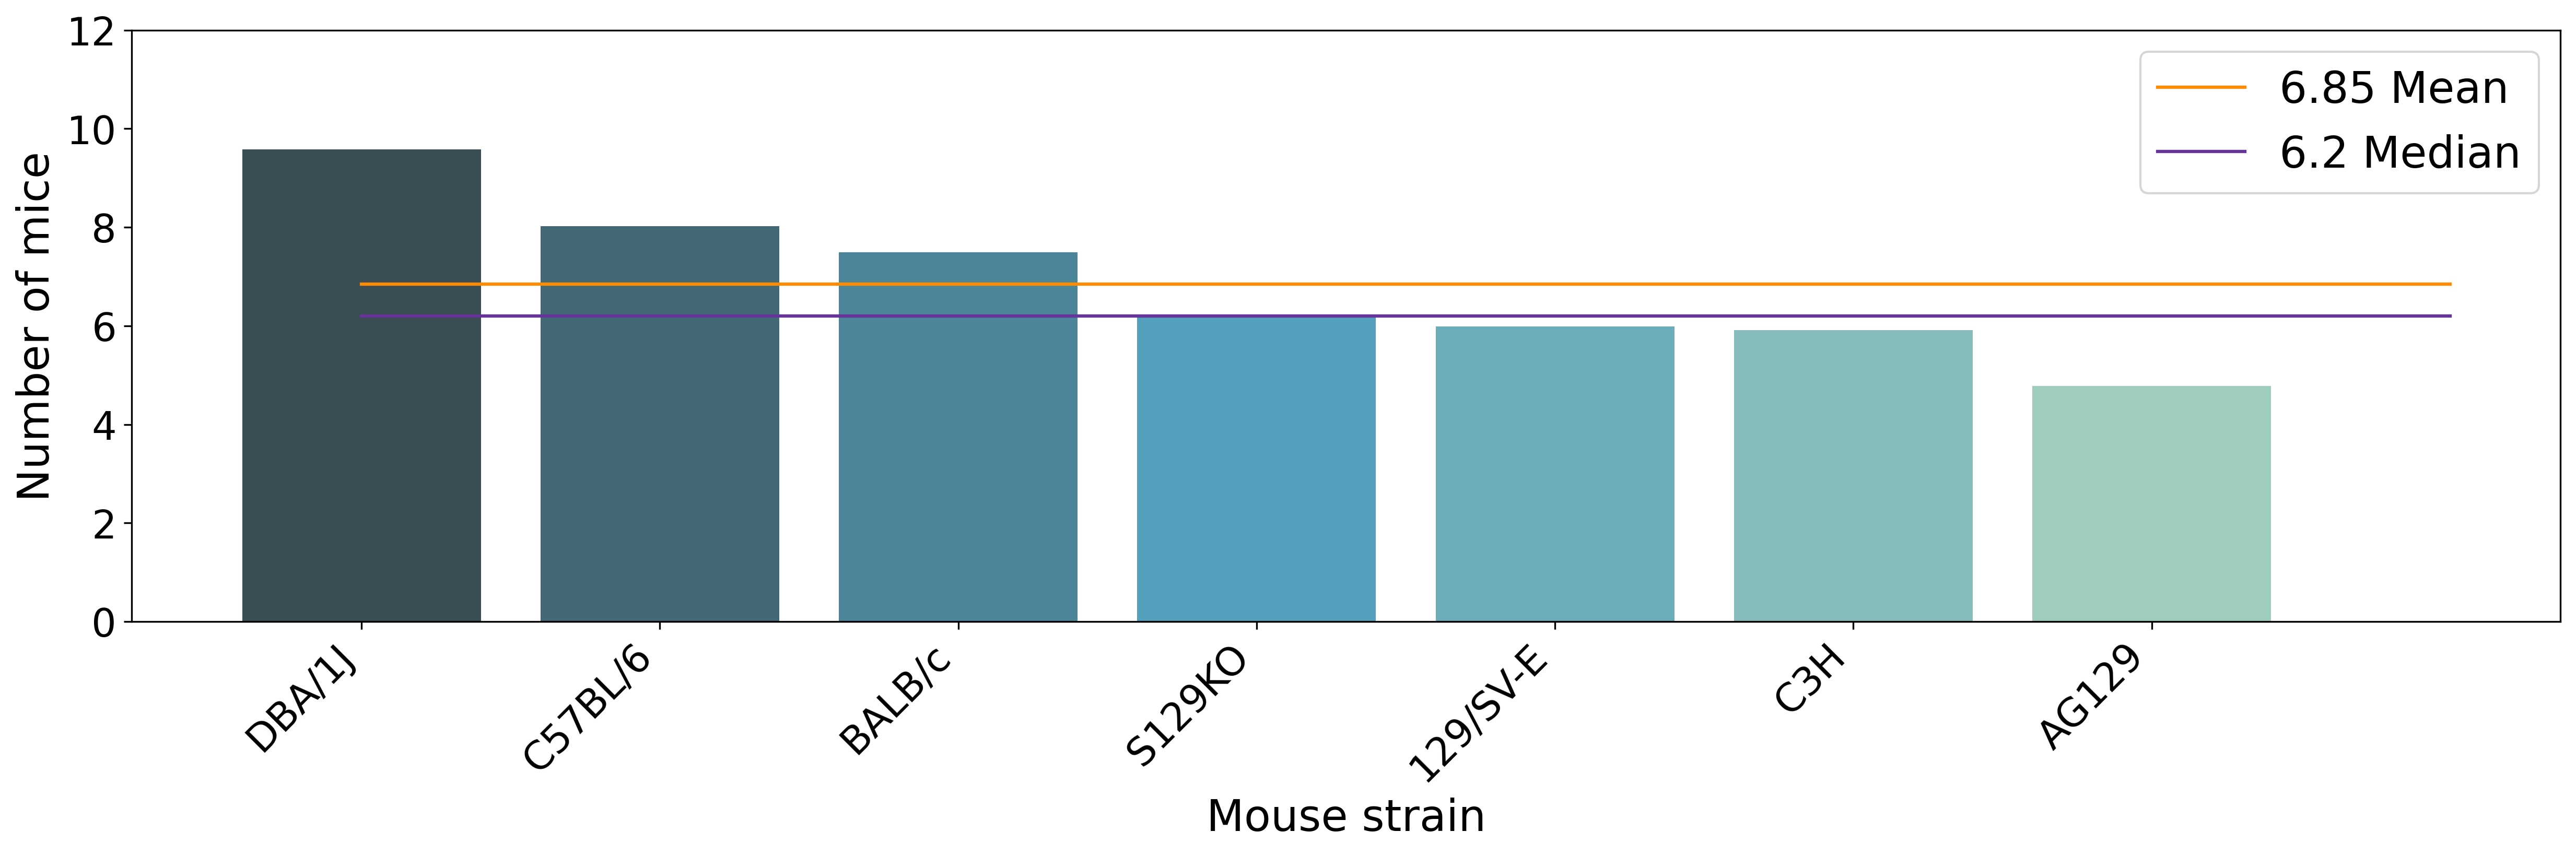 12
10
8
6
4
2
0
Number of mice
6.85 Mean
6.2 Median
DBA/1J
C57BL/6
BALB/c
S129KO
129/SV-E
C3H
AG129
Mouse strain